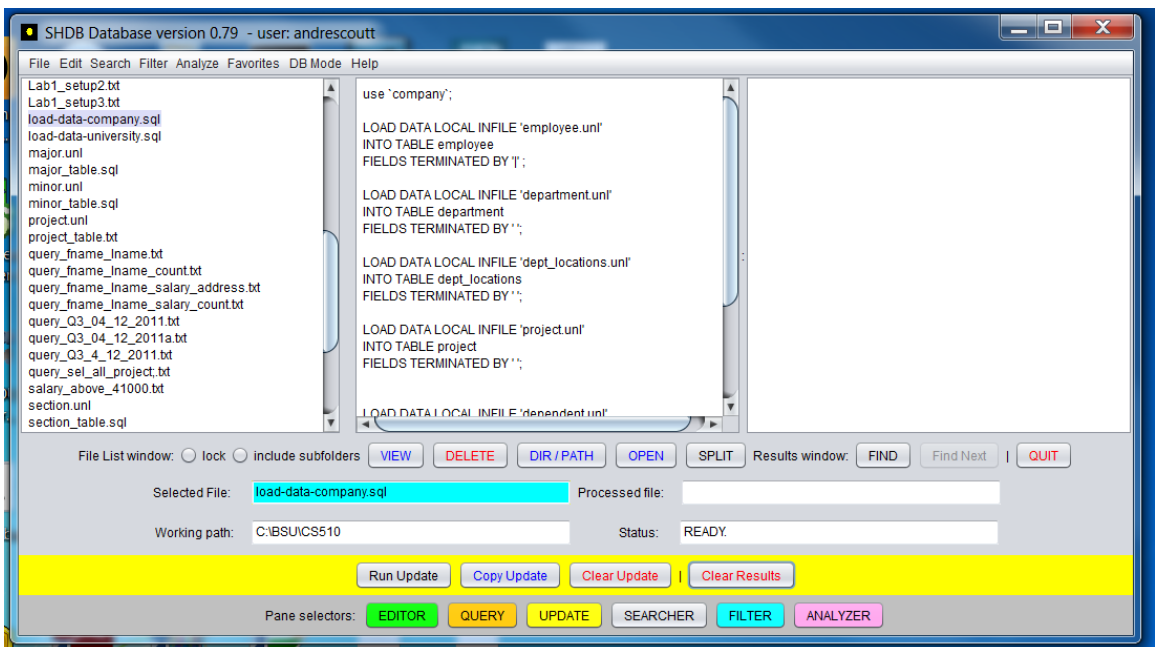 SHDB Database version 0.79 - user: andrescoutt
File Edit Search Filter Analyze Favorites DB Mode Help
Lab1_setup2.txt
Lab1_setup3.txt
load-data-company.sql
load-data-university.sql
major.unl
major_table.sql
minor.unl
minor_table.sql
project.unl
project_table.txt
query_fname_lname.txt
query_fname_lname_count.txt
query_fname_lname_salary_address.txt
query_fname_lname_salary_count.txt
query_Q3_04_12_2011.txt
query_Q3_04_12_2011a.txt
query_Q3_4_12_2011.txt
query_sel_all_project;.txt
salary_above_41000.txt
section.unl
section_table.sql
use `company`;
LOAD DATA LOCAL INFILE 'employee.unl'
INTO TABLE employee
FIELDS TERMINATED BY '|' ;
LOAD DATA LOCAL INFILE 'department.unl'
INTO TABLE department
FIELDS TERMINATED BY ' ';
LOAD DATA LOCAL INFILE 'dept_locations.unl'
INTO TABLE dept_locations
FIELDS TERMINATED BY ' ';
LOAD DATA LOCAL INFILE 'project.unl'
INTO TABLE project
FIELDS TERMINATED BY ' ';
LOAD DATA LOCAL INFILE 'dependent.unl'
File List window: lock include subfolders VIEW DELETE DIR / PATH OPEN SPLIT Results window: FIND Find Next | QUIT
Selected File: load-data-company.sql Processed file:
Working path: C:\BSU\CS510 Status: READY.
Run Update Copy Update Clear Update | Clear Results
Pane selectors: EDITOR QUERY UPDATE SEARCHER FILTER ANALYZER